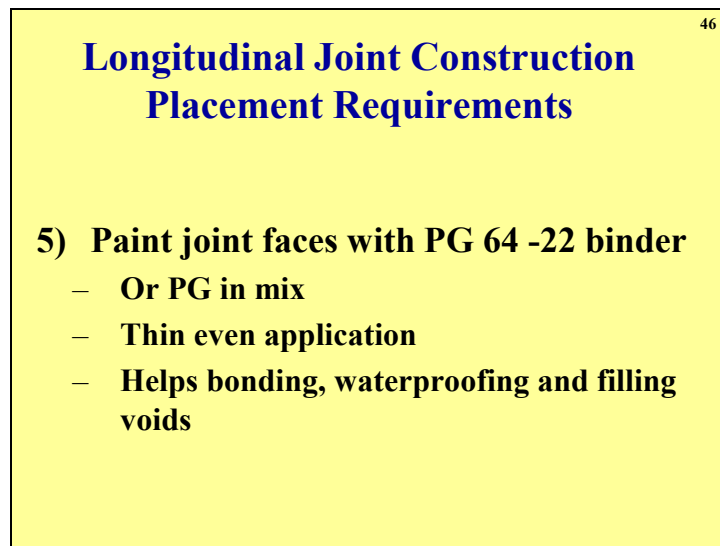 46
Longitudinal Joint Construction
Placement Requirements
5) Paint joint faces with PG 64 -22 binder
– Or PG in mix
– Thin even application
– Helps bonding, waterproofing and filling
voids